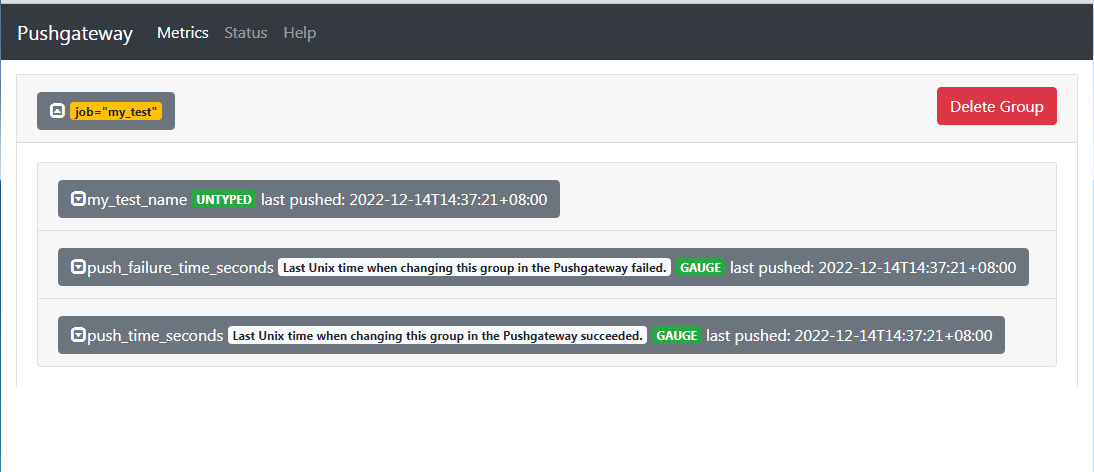 Pushgateway Metrics Status Help
job="my_test" Delete Group
my_test_name UNTYPED last pushed: 2022-12-14T14:37:21+08:00
push_failure_time_seconds Last Unix time when changing this group in the Pushgateway failed. GAUGE last pushed: 2022-12-14T14:37:21+08:00
push_time_seconds Last Unix time when changing this group in the Pushgateway succeeded. GAUGE last pushed: 2022-12-14T14:37:21+08:00